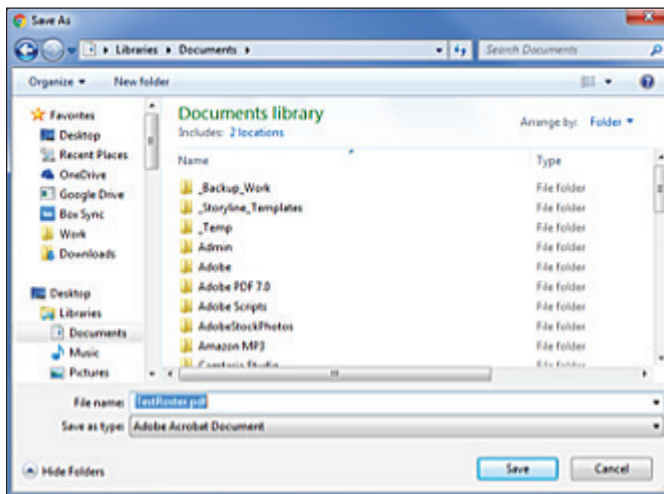 Save As
Libraries ▸ Documents ▸
Search Documents
Organize ▾ New folder
Favorites
Desktop
Recent Places
OneDrive
Google Drive
Box Sync
Work
Downloads
Desktop
Libraries
Documents
Music
Pictures
Documents library
Includes: 2 locations
Arrange by: Folder ▾
Name Type
_Backup_Work File folder
_Storyline_Templates File folder
_Temp File folder
Admin File folder
Adobe File folder
Adobe PDF 7.0 File folder
Adobe Scripts File folder
AdobeStockPhotos File folder
Amazon MP3 File folder
Camtasia Studio File folder
File name: TestRoster.pdf
Save as type: Adobe Acrobat Document
Hide Folders
Save Cancel